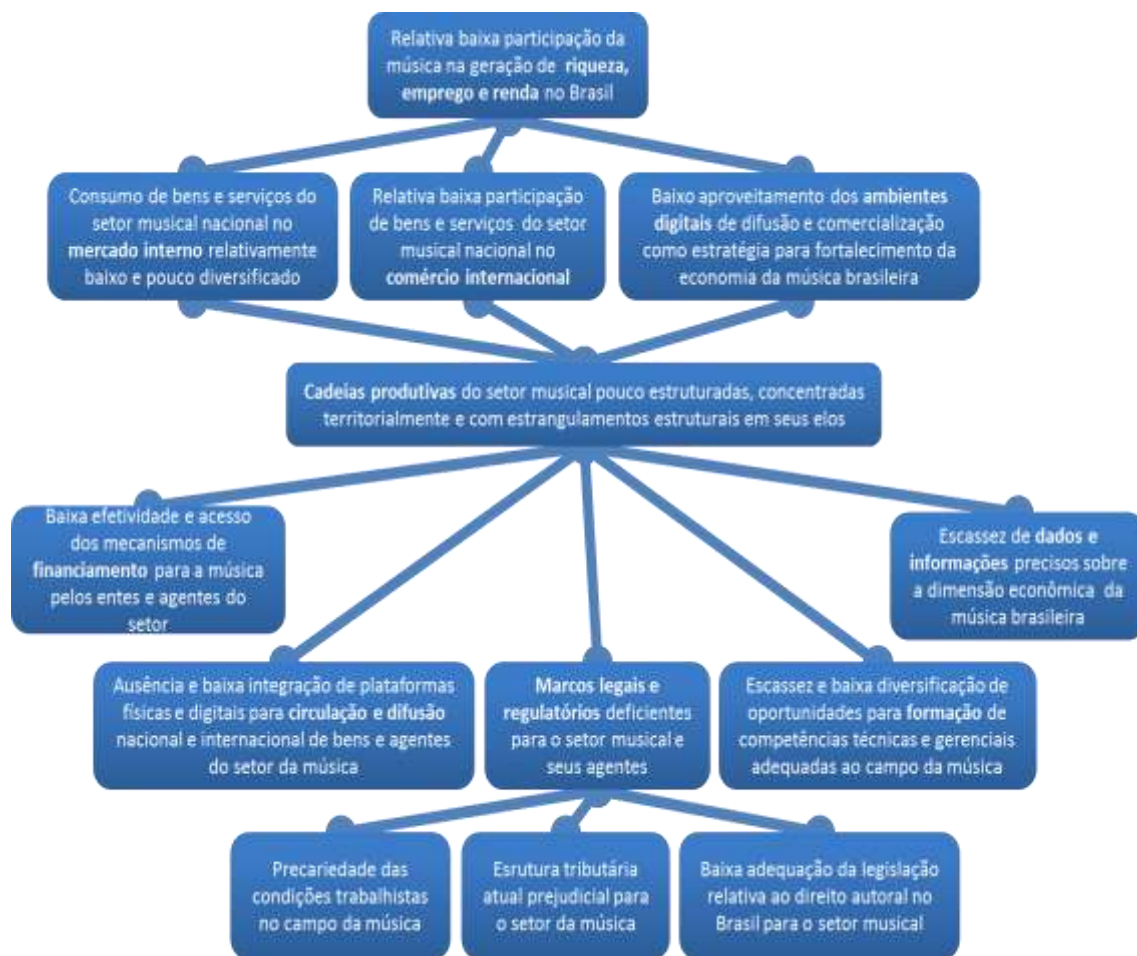 Relativa baixa participação da
música na geração de riqueza,
emprego e renda no Brasil
Consumo de bens e serviços do
setor musical nacional no
mercado interno relativamente
baixo e pouco diversificado
Relativa baixa participação
de bens e serviços do setor
musical nacional no
comércio internacional
Baixo aproveitamento dos ambientes
digitais de difusão e comercialização
como estratégia para fortalecimento da
economia da música brasileira
Cadeias produtivas do setor musical pouco estruturadas, concentradas
territorialmente e com estrangulamentos estruturais em seus elos
Baixa efetividade e acesso
dos mecanismos de
financiamento para a música
pelos entes e agentes do
setor
Escassez de dados e
informações precisos sobre
a dimensão econômica da
música brasileira
Ausência e baixa integração de plataformas
físicas e digitais para circulação e difusão
nacional e internacional de bens e agentes
do setor da música
Marcos legais e
regulatórios deficientes
para o setor musical e
seus agentes
Escassez e baixa diversificação de
oportunidades para formação de
competências técnicas e gerenciais
adequadas ao campo da música
Precariedade das
condições trabalhistas
no campo da música
Esrutura tributária
atual prejudicial para
o setor da música
Baixa adequação da legislação
relativa ao direito autoral no
Brasil para o setor musical